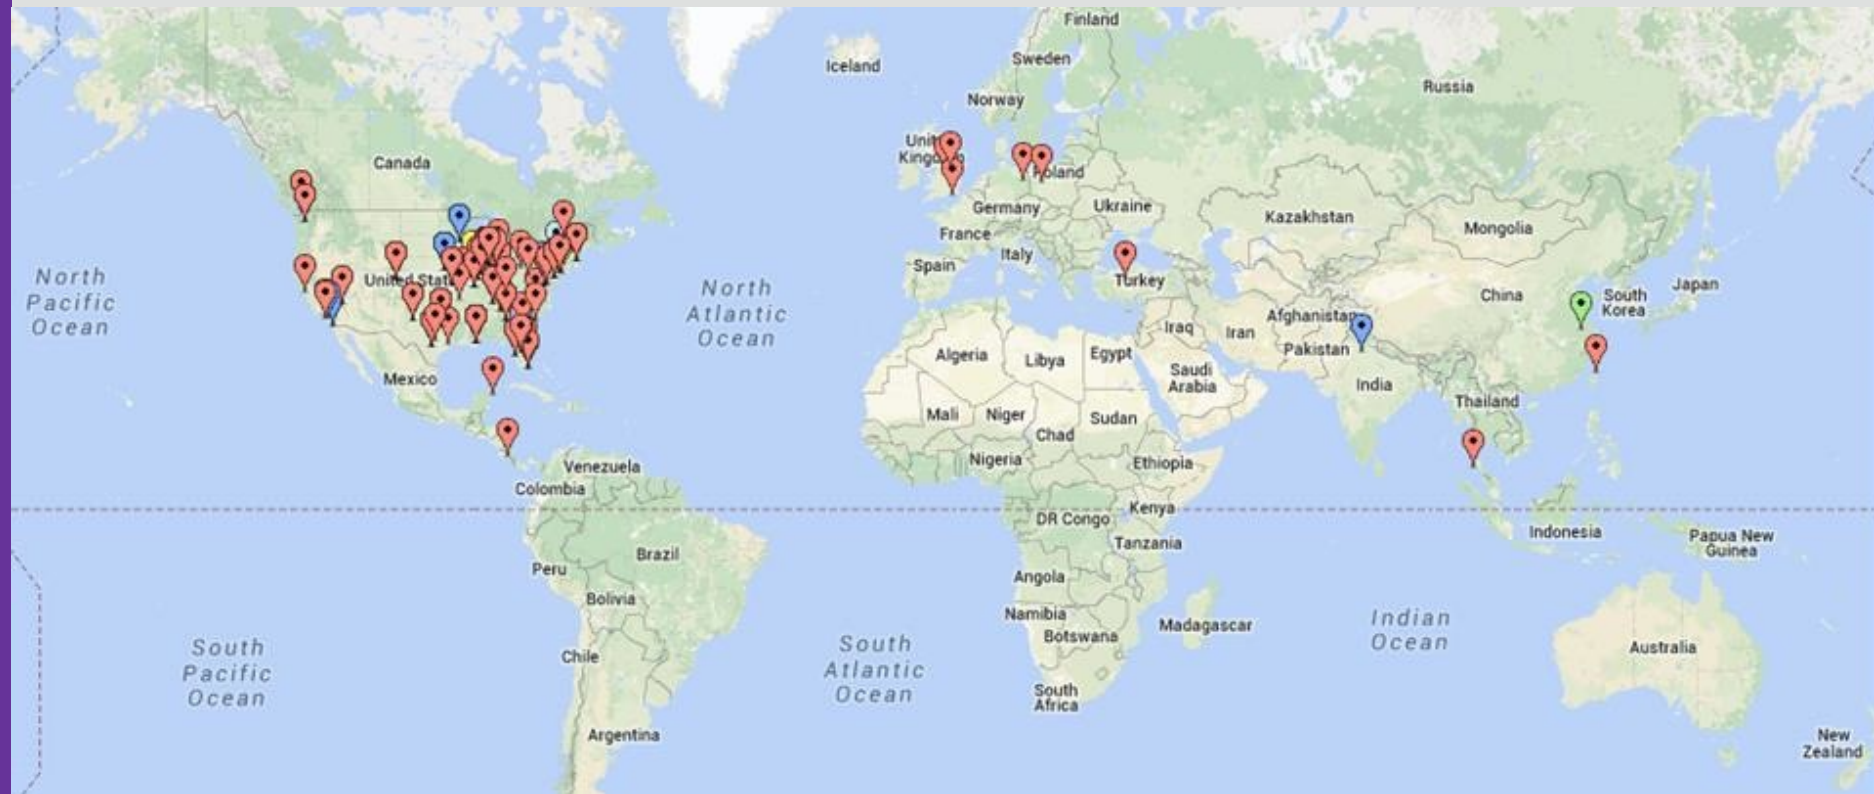 Finland
Iceland
Sweden
Russia
Norway
Canada
Poland
Germany
Ukraine
Kazakhstan
Mongolia
France
Italy
Spain
Turkey
North
Pacific
Ocean
North
Atlantic
Ocean
China
South
Korea
Japan
Afghanistan
Iraq
Iran
Pakistan
Algeria
Libya
Egypt
Saudi
Arabia
India
Mexico
Thailand
Mali
Niger
Chad
Sudan
Nigeria
Ethiopia
Venezuela
Colombia
DR Congo
Kenya
Indonesia
Papua New
Guinea
Tanzania
Brazil
Peru
Angola
Bolivia
Namibia
Madagascar
Botswana
Indian
Ocean
South
Pacific
Ocean
South
Atlantic
Ocean
Chile
Australia
South
Africa
Argentina
New
Zealand